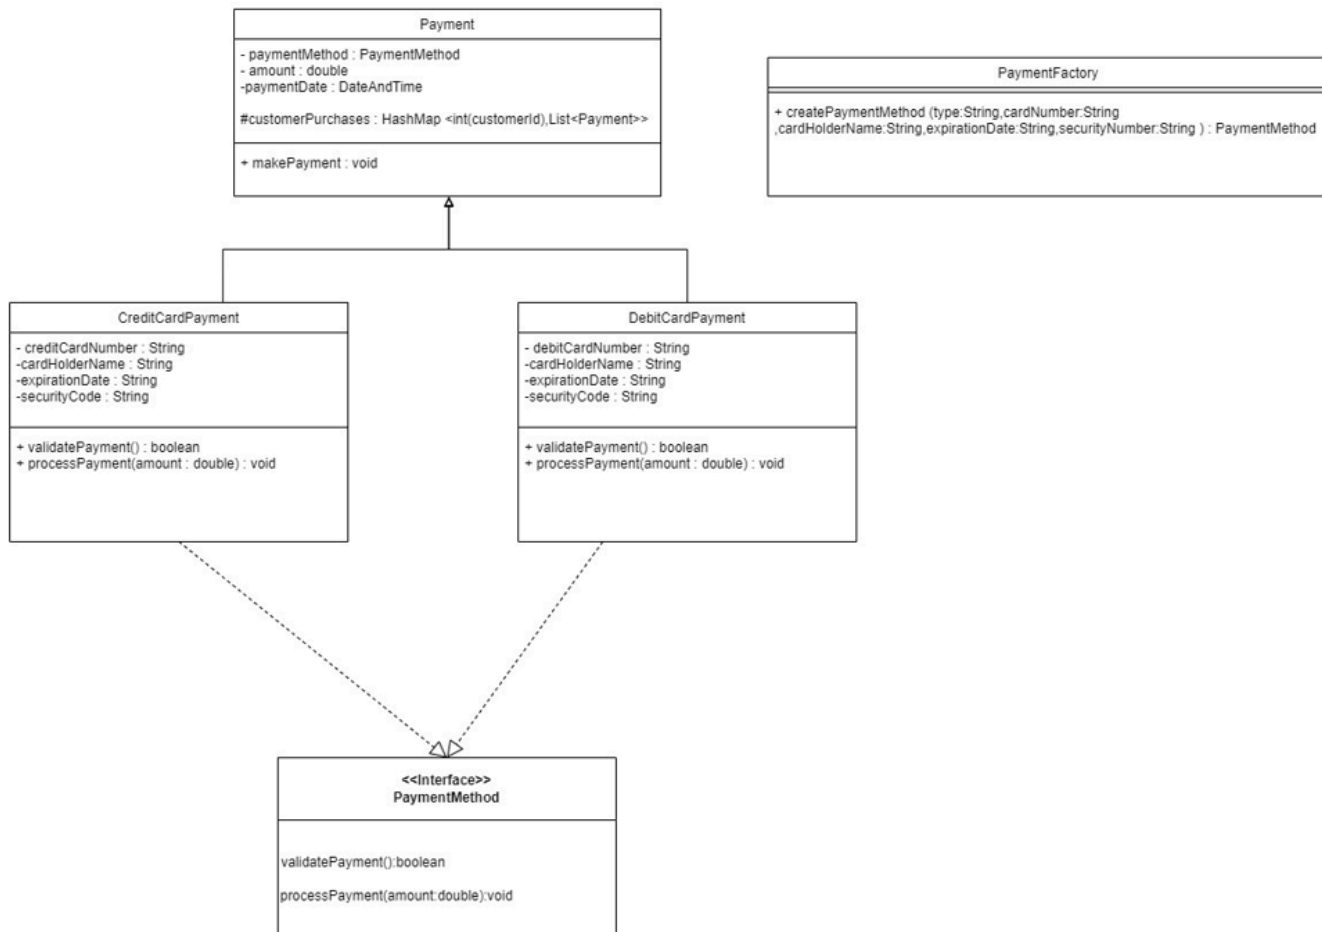 Payment
- paymentMethod : PaymentMethod
- amount : double
-paymentDate : DateAndTime
#customerPurchases : HashMap <int(customerId),List<Payment>>
+ makePayment : void
PaymentFactory
+ createPaymentMethod (type:String,cardNumber:String
,cardHolderName:String,expirationDate:String,securityNumber:String ) : PaymentMethod
CreditCardPayment
- creditCardNumber : String
-cardHolderName : String
-expirationDate : String
-securityCode : String
+ validatePayment() : boolean
+ processPayment(amount : double) : void
DebitCardPayment
- debitCardNumber : String
-cardHolderName : String
-expirationDate : String
-securityCode : String
+ validatePayment() : boolean
+ processPayment(amount : double) : void
<<Interface>>
PaymentMethod
validatePayment():boolean
processPayment(amount:double):void